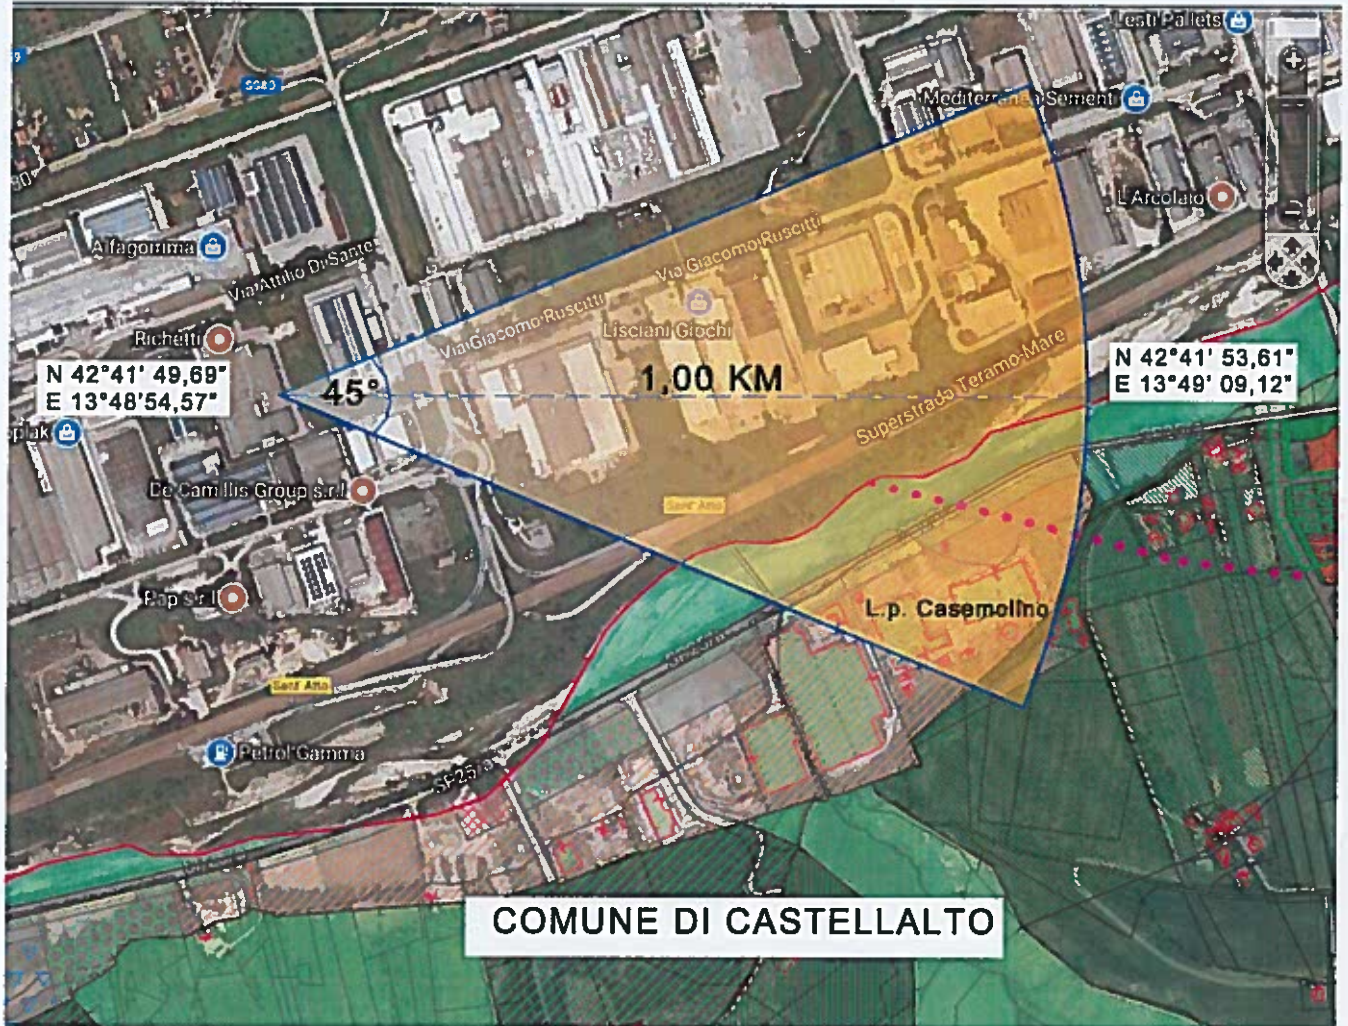 Lesti Pallets
SS80
Mediterranea Sementi
L'Arcolaio
Alfagomma
Via Attilio Di Sante
Via Giacomo Ruscitti
Via Giacomo Ruscitti
Lisciani Giochi
Richetti
N 42°41' 49,69"
E 13°48'54,57"
45°
1,00 KM
N 42°41' 53,61"
E 13°49' 09,12"
Superstrada Teramo-Mare
De Camillis Group s.r.l
Sant' Atto
Pap s.r.l
L.p. Casemolino
Sant' Atto
Petrol Gamma
SP25 a
COMUNE DI CASTELLALTO